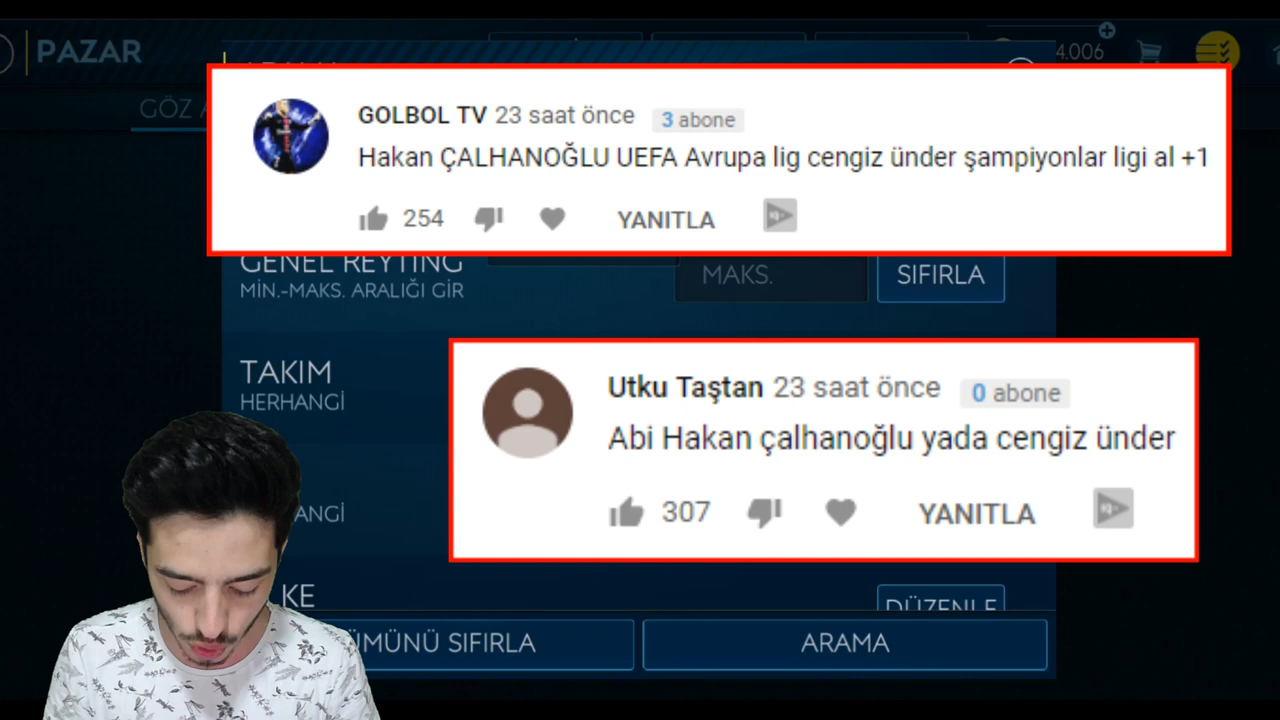 PAZAR
4.006
GÖZ
GOLBOL TV 23 saat önce 3 abone
Hakan ÇALHANOĞLU UEFA Avrupa lig cengiz ünder şampiyonlar ligi al +1
254 YANITLA
GENEL REYTİNG
MİN.-MAKS. ARALIĞI GİR
MAKS.
SIFIRLA
TAKIM
HERHANGİ
Utku Taştan 23 saat önce 0 abone
Abi Hakan çalhanoğlu yada cengiz ünder
307 YANITLA
ANGİ
KE
DÜZENLE
ÜMÜNÜ SIFIRLA
ARAMA